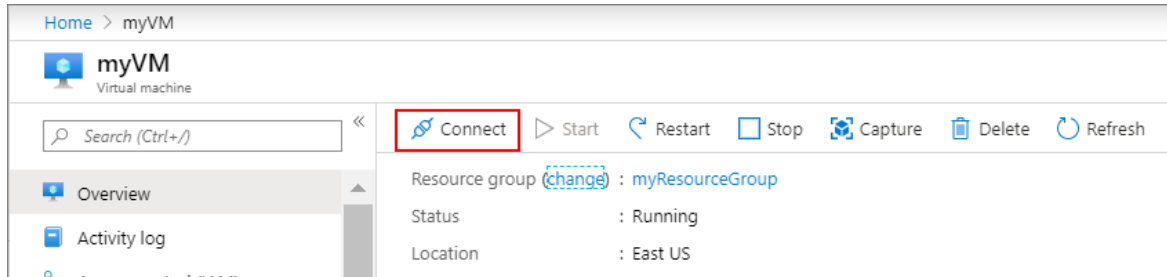 Home > myVM
myVM
Virtual machine
Search (Ctrl+/)
«
Overview
Activity log
Connect Start Restart Stop Capture Delete Refresh
Resource group (change) : myResourceGroup
Status : Running
Location : East US